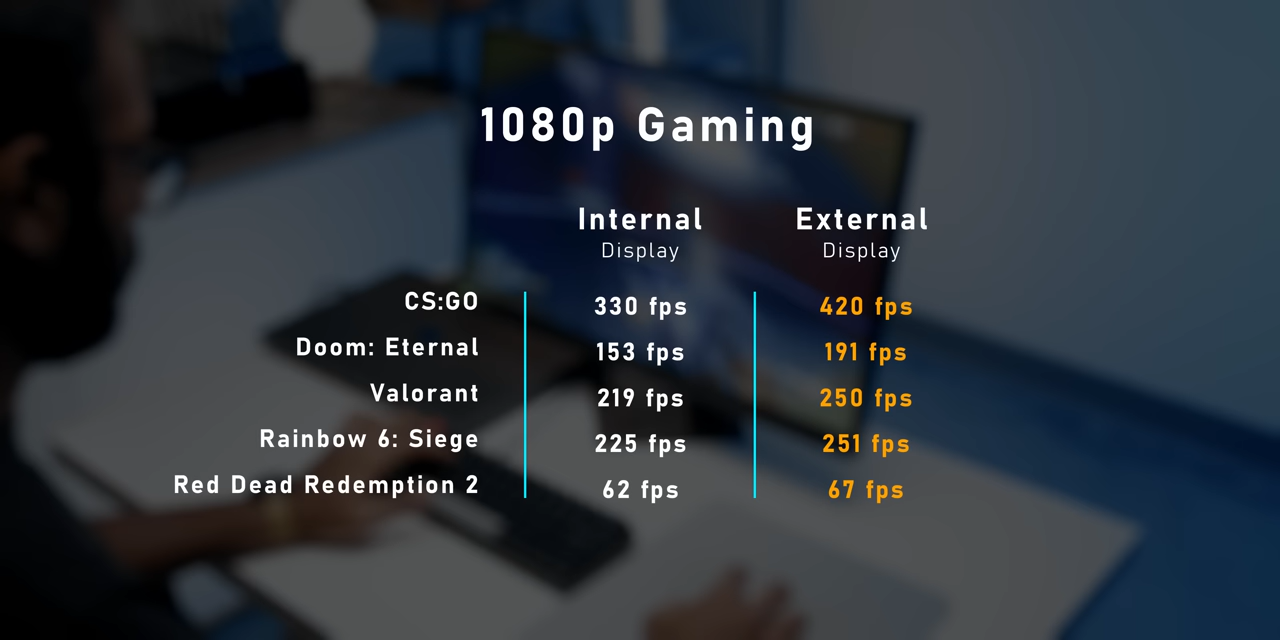 1080p Gaming
Internal External
Display Display
CS:GO 330 fps 420 fps
Doom: Eternal 153 fps 191 fps
Valorant 219 fps 250 fps
Rainbow 6: Siege 225 fps 251 fps
Red Dead Redemption 2 62 fps 67 fps